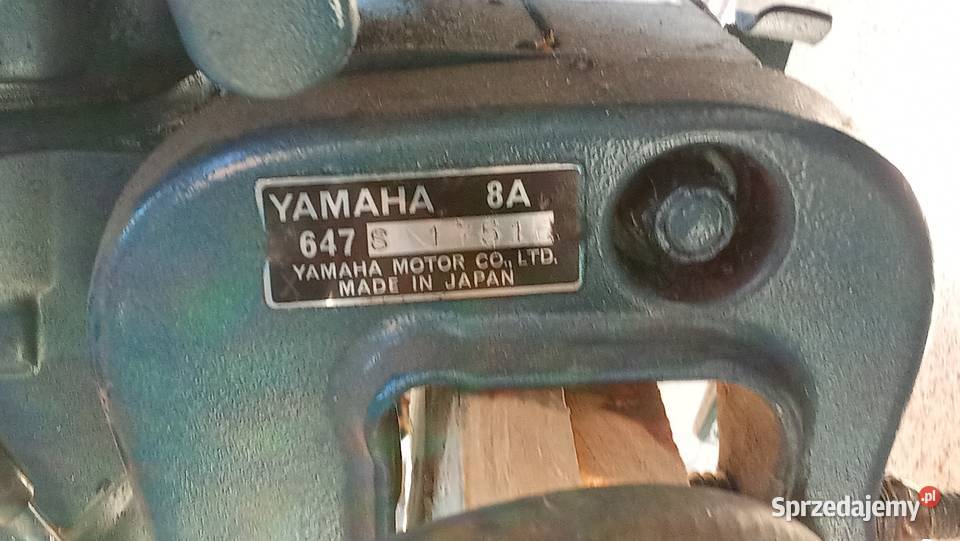 YAMAHA 8A
647 S
YAMAHA MOTOR CO., LTD.
MADE IN JAPAN
Sprzedajemy.pl